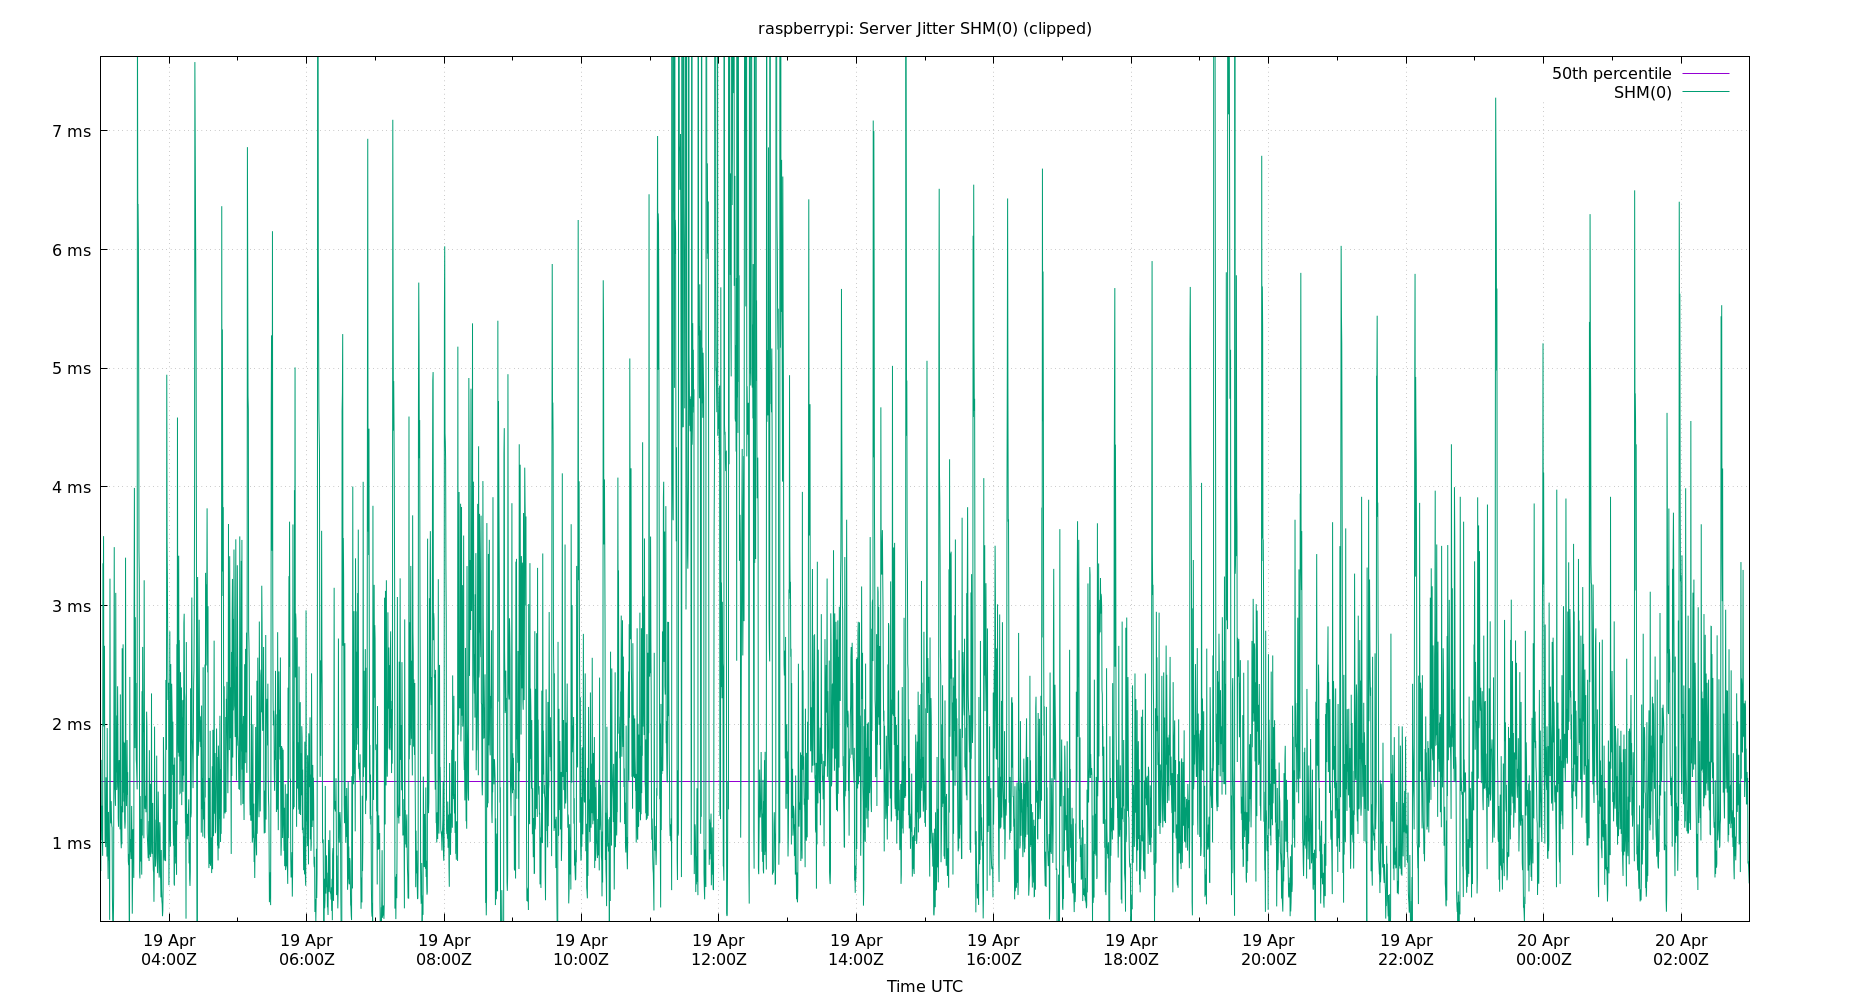 raspberrypi: Server Jitter SHM(0) (clipped)
50th percentile
SHM(0)
7 ms
6 ms
5 ms
4 ms
3 ms
2 ms
1 ms
19 Apr 19 Apr 19 Apr 19 Apr 19 Apr 19 Apr 19 Apr 19 Apr 19 Apr 19 Apr 20 Apr 20 Apr
04:00Z 06:00Z 08:00Z 10:00Z 12:00Z 14:00Z 16:00Z 18:00Z 20:00Z 22:00Z 00:00Z 02:00Z
Time UTC